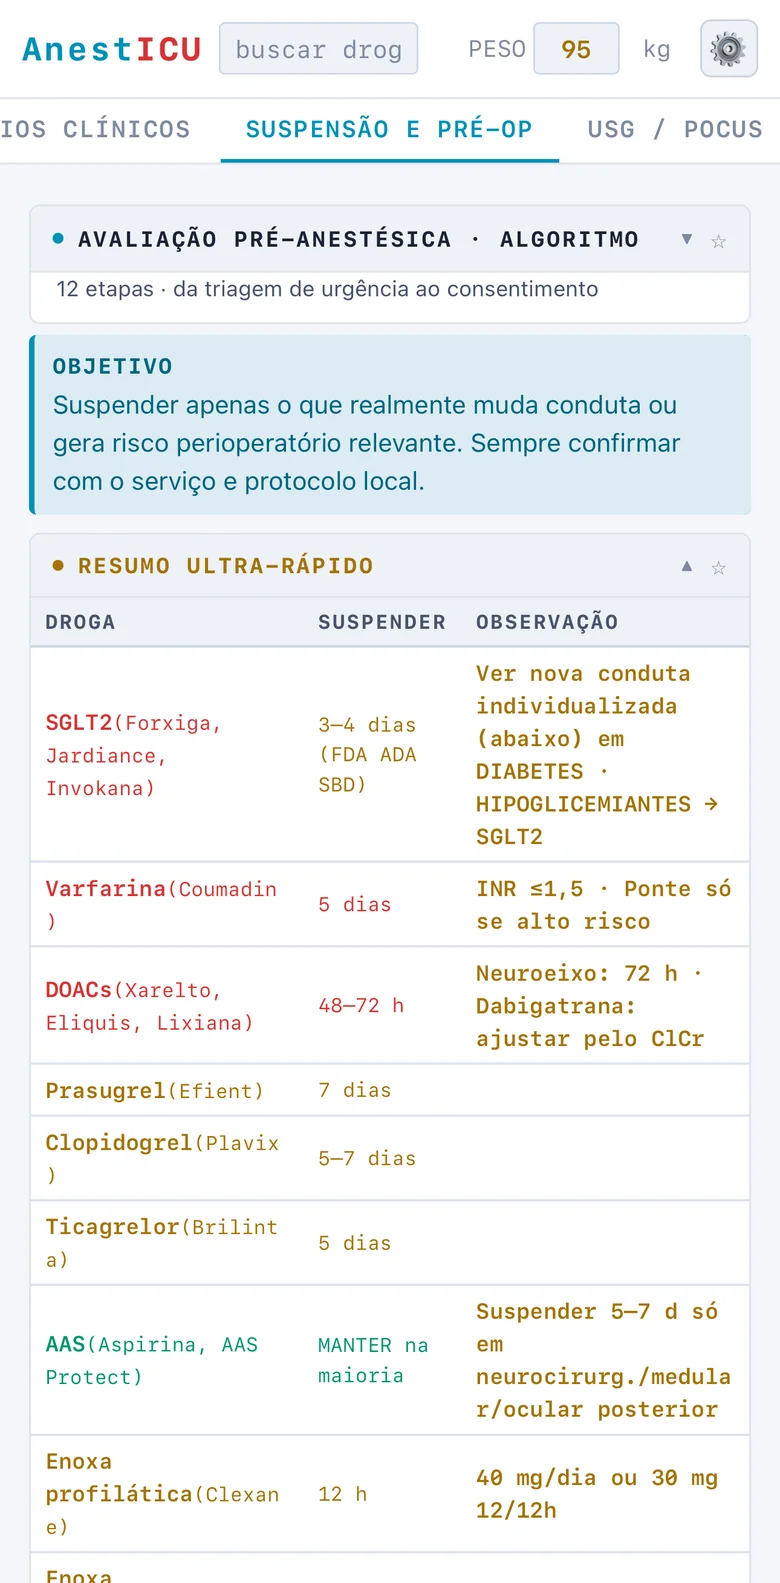 AnestICU buscar drog PESO 95 kg
IOS CLÍNICOS SUSPENSÃO E PRÉ-OP USG / POCUS
AVALIAÇÃO PRÉ-ANESTÉSICA · ALGORITMO ▼ ☆
12 etapas · da triagem de urgência ao consentimento
OBJETIVO
Suspender apenas o que realmente muda conduta ou
gera risco perioperatório relevante. Sempre confirmar
com o serviço e protocolo local.
RESUMO ULTRA-RÁPIDO ▲ ☆
DROGA SUSPENDER OBSERVAÇÃO
SGLT2(Forxiga,
Jardiance,
Invokana)
3–4 dias
(FDA ADA
SBD)
Ver nova conduta
individualizada
(abaixo) em
DIABETES ·
HIPOGLICEMIANTES →
SGLT2
Varfarina(Coumadin
)
5 dias
INR ≤1,5 · Ponte só
se alto risco
DOACs(Xarelto,
Eliquis, Lixiana)
48–72 h
Neuroeixo: 72 h ·
Dabigatrana:
ajustar pelo ClCr
Prasugrel(Efient) 7 dias
Clopidogrel(Plavix
)
5–7 dias
Ticagrelor(Brilint
a)
5 dias
AAS(Aspirina, AAS
Protect)
MANTER na
maioria
Suspender 5–7 d só
em
neurocirurg./medula
r/ocular posterior
Enoxa
profilática(Clexan
e)
12 h
40 mg/dia ou 30 mg
12/12h
Enoxa